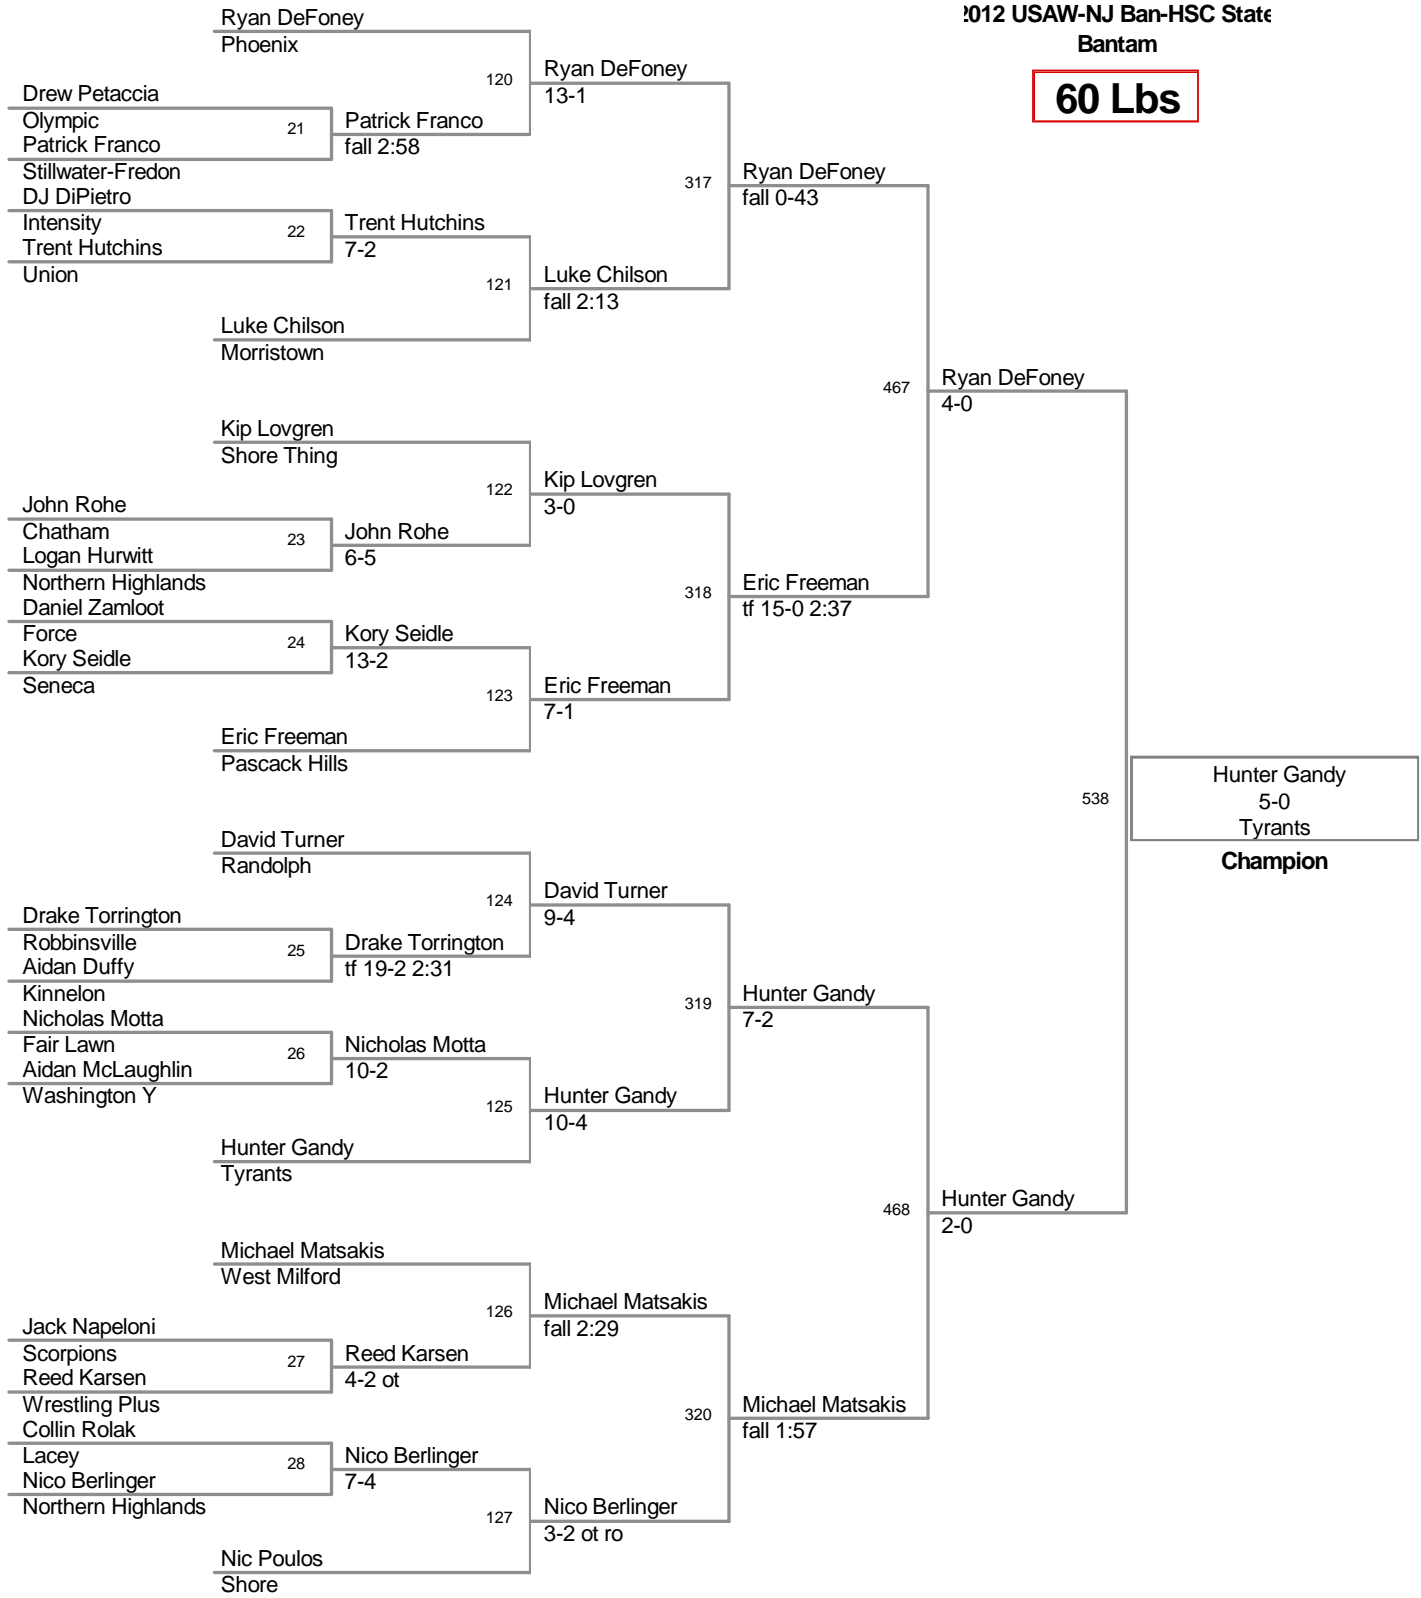 2012 USAW-NJ Ban-HSC State
Bantam
60 Lbs
Ryan DeFoney
Phoenix
120
Ryan DeFoney
13-1
Drew Petaccia
Olympic
21
Patrick Franco
Patrick Franco
fall 2:58
Stillwater-Fredon
317
Ryan DeFoney
fall 0-43
DJ DiPietro
Intensity
22
Trent Hutchins
Trent Hutchins
7-2
Union
121
Luke Chilson
fall 2:13
Luke Chilson
Morristown
467
Ryan DeFoney
4-0
Kip Lovgren
Shore Thing
122
Kip Lovgren
3-0
John Rohe
Chatham
23
John Rohe
Logan Hurwitt
6-5
Northern Highlands
318
Eric Freeman
tf 15-0 2:37
Daniel Zamloot
Force
24
Kory Seidle
Kory Seidle
13-2
Seneca
123
Eric Freeman
7-1
Eric Freeman
Pascack Hills
538
Hunter Gandy
5-0
Tyrants
Champion
David Turner
Randolph
124
David Turner
9-4
Drake Torrington
Robbinsville
25
Drake Torrington
Aidan Duffy
tf 19-2 2:31
Kinnelon
319
Hunter Gandy
7-2
Nicholas Motta
Fair Lawn
26
Nicholas Motta
Aidan McLaughlin
10-2
Washington Y
125
Hunter Gandy
10-4
Hunter Gandy
Tyrants
468
Hunter Gandy
2-0
Michael Matsakis
West Milford
126
Michael Matsakis
fall 2:29
Jack Napeloni
Scorpions
27
Reed Karsen
Reed Karsen
4-2 ot
Wrestling Plus
320
Michael Matsakis
fall 1:57
Collin Rolak
Lacey
28
Nico Berlinger
Nico Berlinger
7-4
Northern Highlands
127
Nico Berlinger
3-2 ot ro
Nic Poulos
Shore